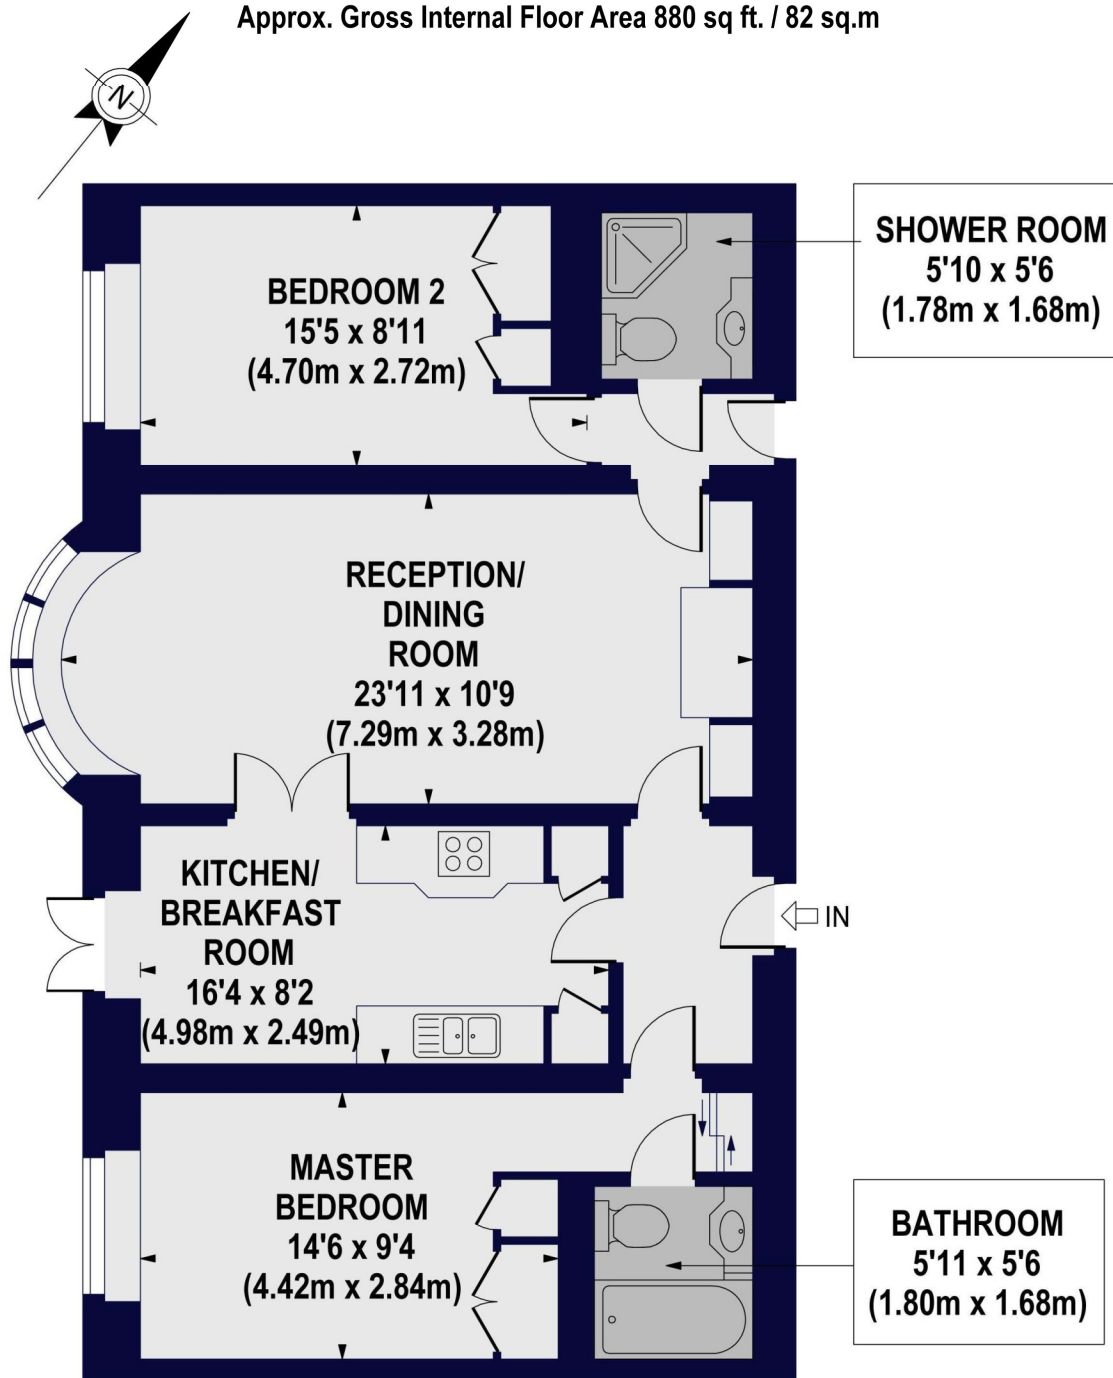 Approx. Gross Internal Floor Area 880 sq ft. / 82 sq.m
N
SHOWER ROOM
5'10 x 5'6
(1.78m x 1.68m)
BEDROOM 2
15'5 x 8'11
(4.70m x 2.72m)
RECEPTION/
DINING
ROOM
23'11 x 10'9
(7.29m x 3.28m)
KITCHEN/
BREAKFAST
ROOM
16'4 x 8'2
(4.98m x 2.49m)
IN
MASTER
BEDROOM
14'6 x 9'4
(4.42m x 2.84m)
BATHROOM
5'11 x 5'6
(1.80m x 1.68m)